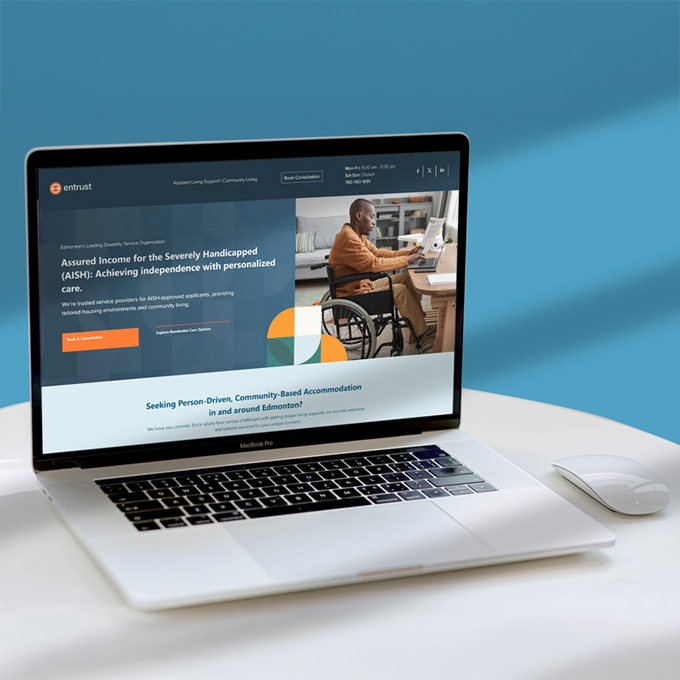 entrust
Assisted Living Support | Community Living
Book Consultation
Mon-Fri: 9:00 am - 5:00 pm
Sat-Sun: Closed
780-760-8191
f X in
Edmonton's Leading Disability Service Organization
Assured Income for the Severely Handicapped
(AISH): Achieving independence with personalized
care.
We're trusted service providers for AISH-approved applicants, providing
tailored housing environments and community living.
Book A Consultation
Explore Residential Care Options
Seeking Person-Driven, Community-Based Accommodation
in and around Edmonton?
We have you covered. Since adults face various challenges with getting proper living supports, we provide extensive
and tailored services for your unique scenario.
MacBook Pro